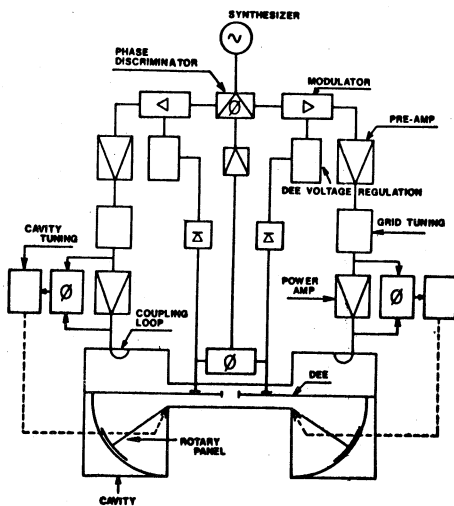 SYNTHESIZER
PHASE
DISCRIMINATOR
MODULATOR
PRE-AMP
DEE VOLTAGE REGULATION
GRID TUNING
CAVITY
TUNING
Ø
Ø
Ø
POWER
AMP
Ø
COUPLING
LOOP
DEE
ROTARY
PANEL
CAVITY